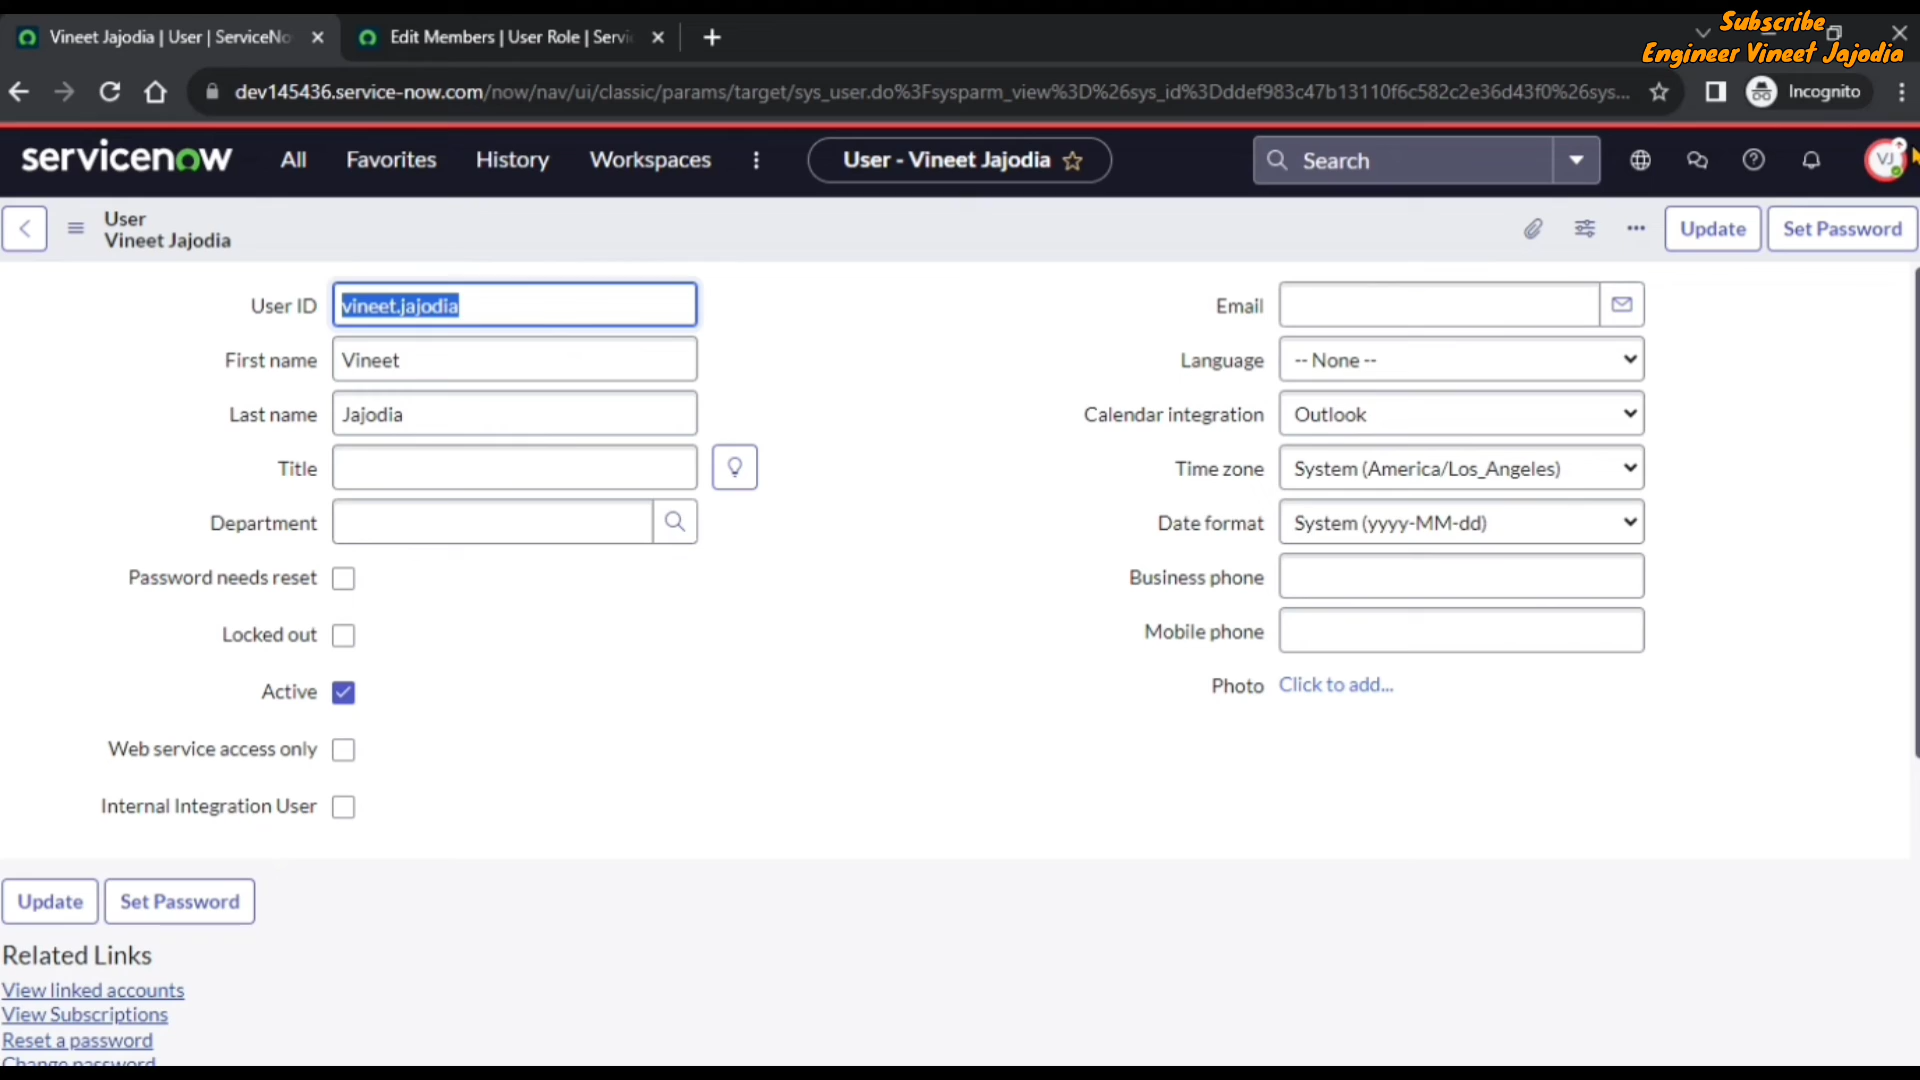 Vineet Jajodia | User | ServiceNo
Edit Members | User Role | Servi
Subscribe
Engineer Vineet Jajodia
dev145436.service-now.com/now/nav/ui/classic/params/target/sys_user.do%3Fsysparm_view%3D%26sys_id%3Dddef983c47b13110f6c582c2e36d43f0%26sys...
Incognito
servicenow
All
Favorites
History
Workspaces
User - Vineet Jajodia
Search
VJ
User
Vineet Jajodia
Update
Set Password
User ID
vineet.jajodia
Email
First name
Vineet
Language
-- None --
Last name
Jajodia
Calendar integration
Outlook
Title
Time zone
System (America/Los_Angeles)
Department
Date format
System (yyyy-MM-dd)
Password needs reset
Business phone
Locked out
Mobile phone
Active
Photo
Click to add...
Web service access only
Internal Integration User
Update
Set Password
Related Links
View linked accounts
View Subscriptions
Reset a password
Change password